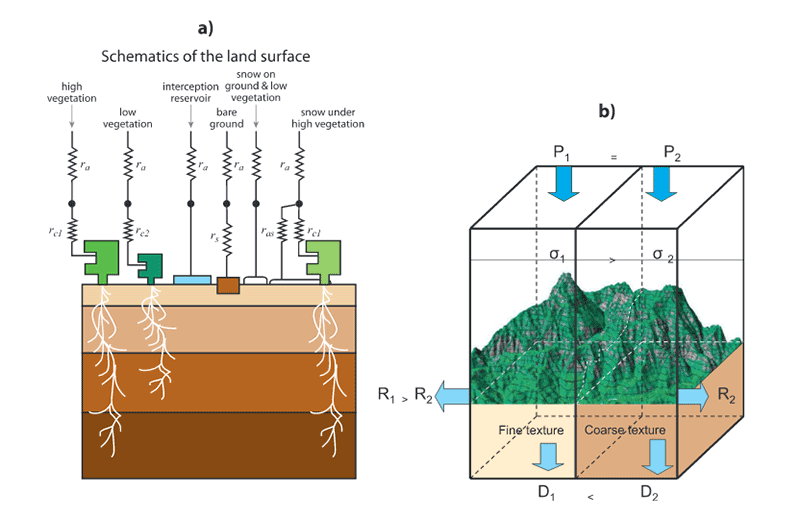 a)
Schematics of the land surface
high
vegetation
low
vegetation
interception
reservoir
bare
ground
snow on
ground & low
vegetation
snow under
high vegetation
ra
ra
ra
ra
ra
ra
rc1
rc2
rs
ras
rc1
b)
P1 = P2
σ1 > σ2
R1 > R2
R2
Fine texture
Coarse texture
D1 < D2